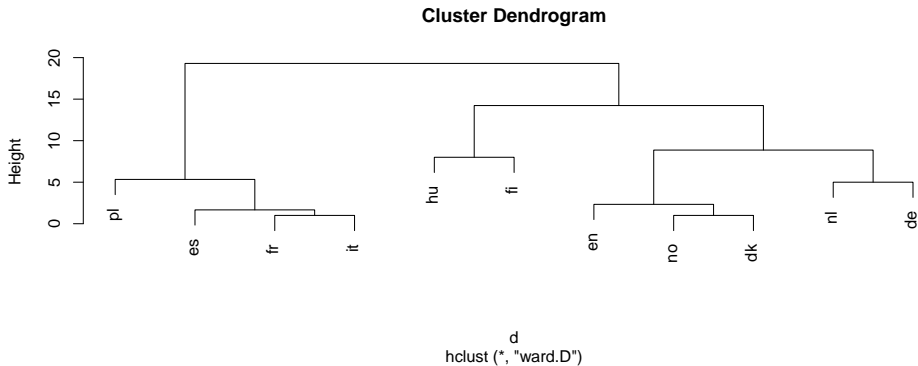 Cluster Dendrogram
20
15
10
5
0
Height
pl
es
fr
it
hu
fi
en
no
dk
nl
de
d
hclust (*, "ward.D")